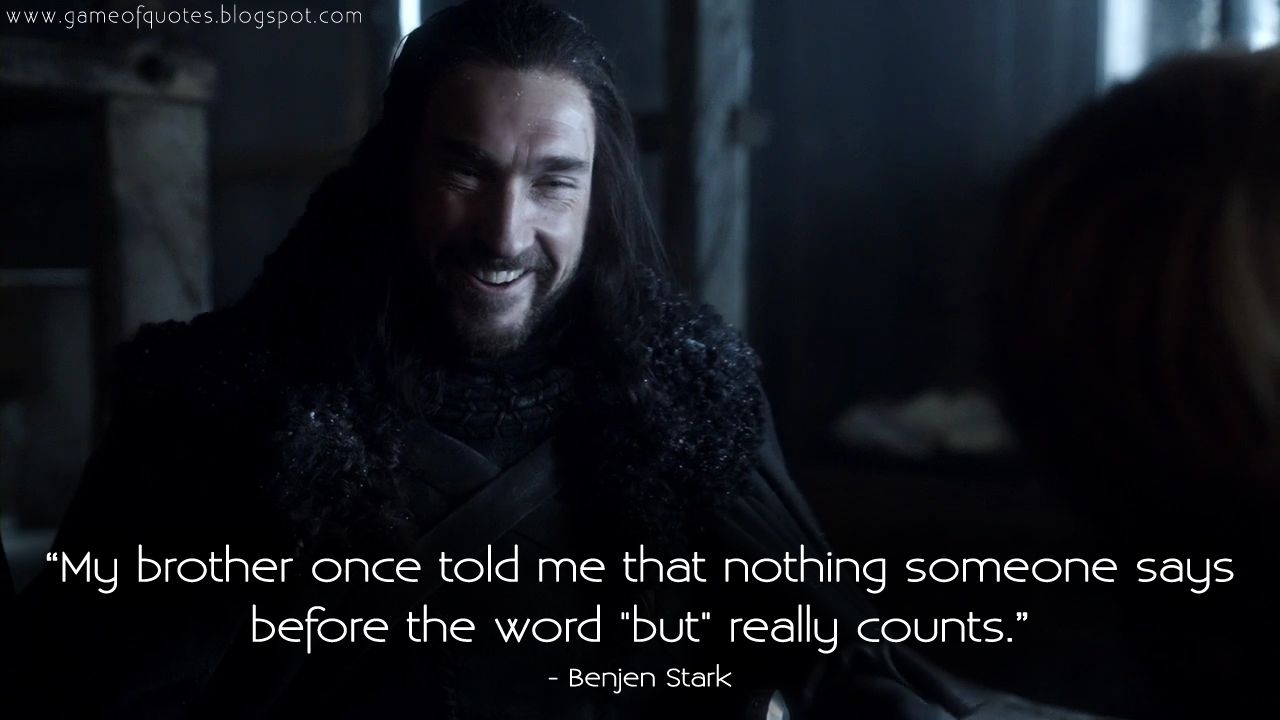 www.gameofquotes.blogspot.com
“My brother once told me that nothing someone says
before the word "but" really counts.”
- Benjen Stark